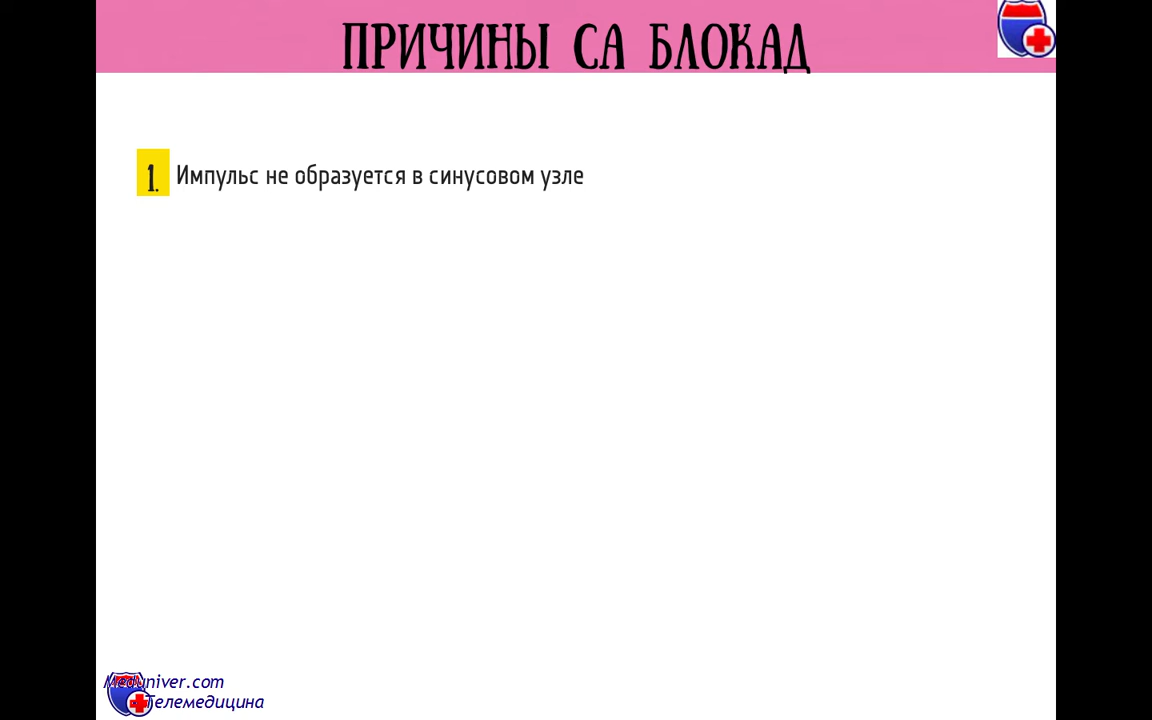 ПРИЧИНЫ СА БЛОКАД
1. Импульс не образуется в синусовом узле
Meduniver.com
Телемедицина